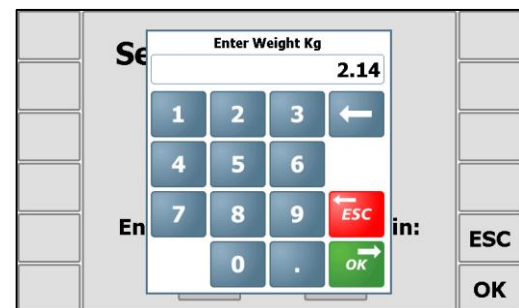 Se
Enter Weight Kg
2.14
1 2 3
4 5 6
7 8 9 ESC
En
in:
0 . OK
ESC
OK